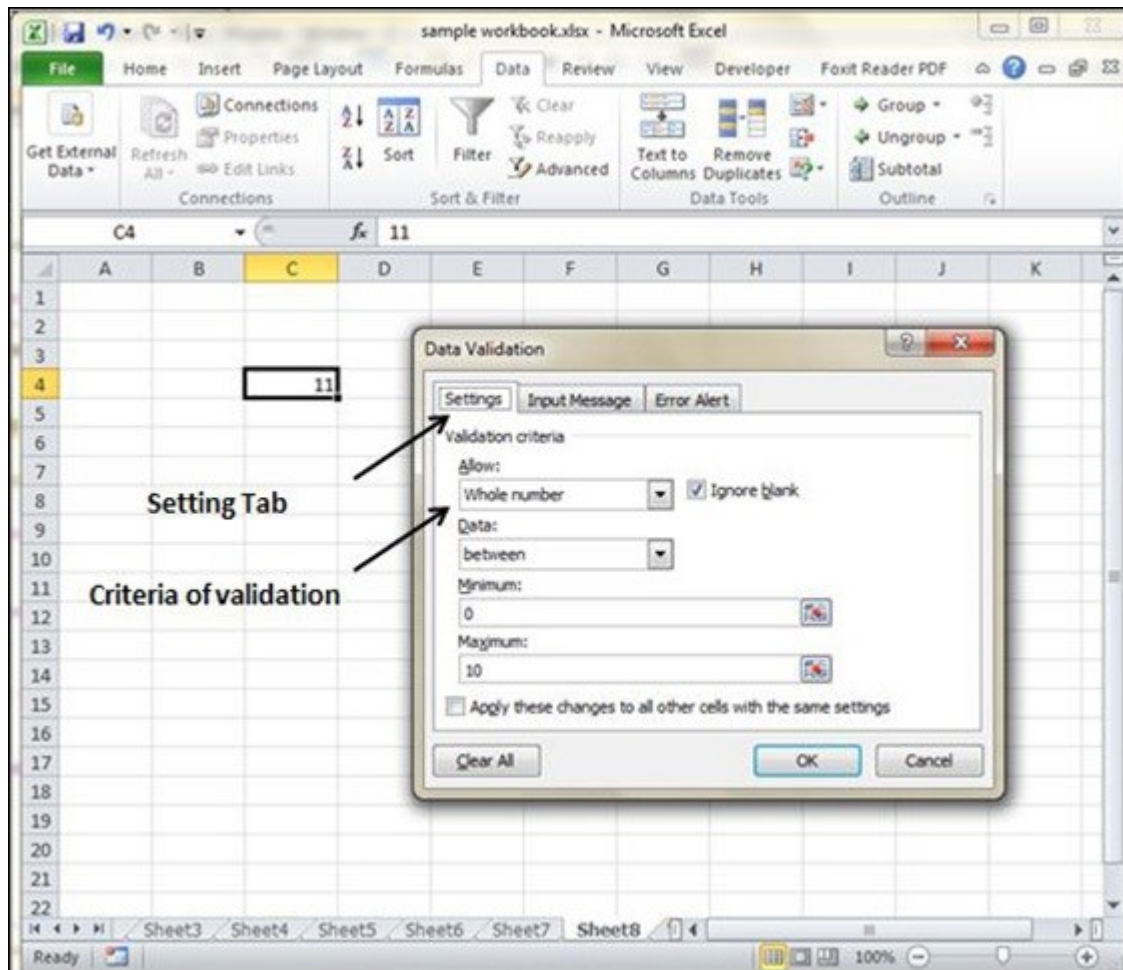 sample workbook.xlsx - Microsoft Excel
File Home Insert Page Layout Formulas Data Review View Developer Foxit Reader PDF
Get External Data
Refresh All
Connections
Properties
Edit Links
Connections
Sort
Filter
Clear
Reapply
Advanced
Sort & Filter
Text to Columns
Remove Duplicates
Data Tools
Group
Ungroup
Subtotal
Outline
C4 fx 11
A B C D E F G H I J K
1
2
3
4 11
5
6
7
8
9
10
11
12
13
14
15
16
17
18
19
20
21
22
Setting Tab
Criteria of validation
Data Validation
Settings Input Message Error Alert
Validation criteria
Allow:
Whole number Ignore blank
Data:
between
Minimum:
0
Maximum:
10
Apply these changes to all other cells with the same settings
Clear All OK Cancel
Sheet3 Sheet4 Sheet5 Sheet6 Sheet7 Sheet8
Ready 100%